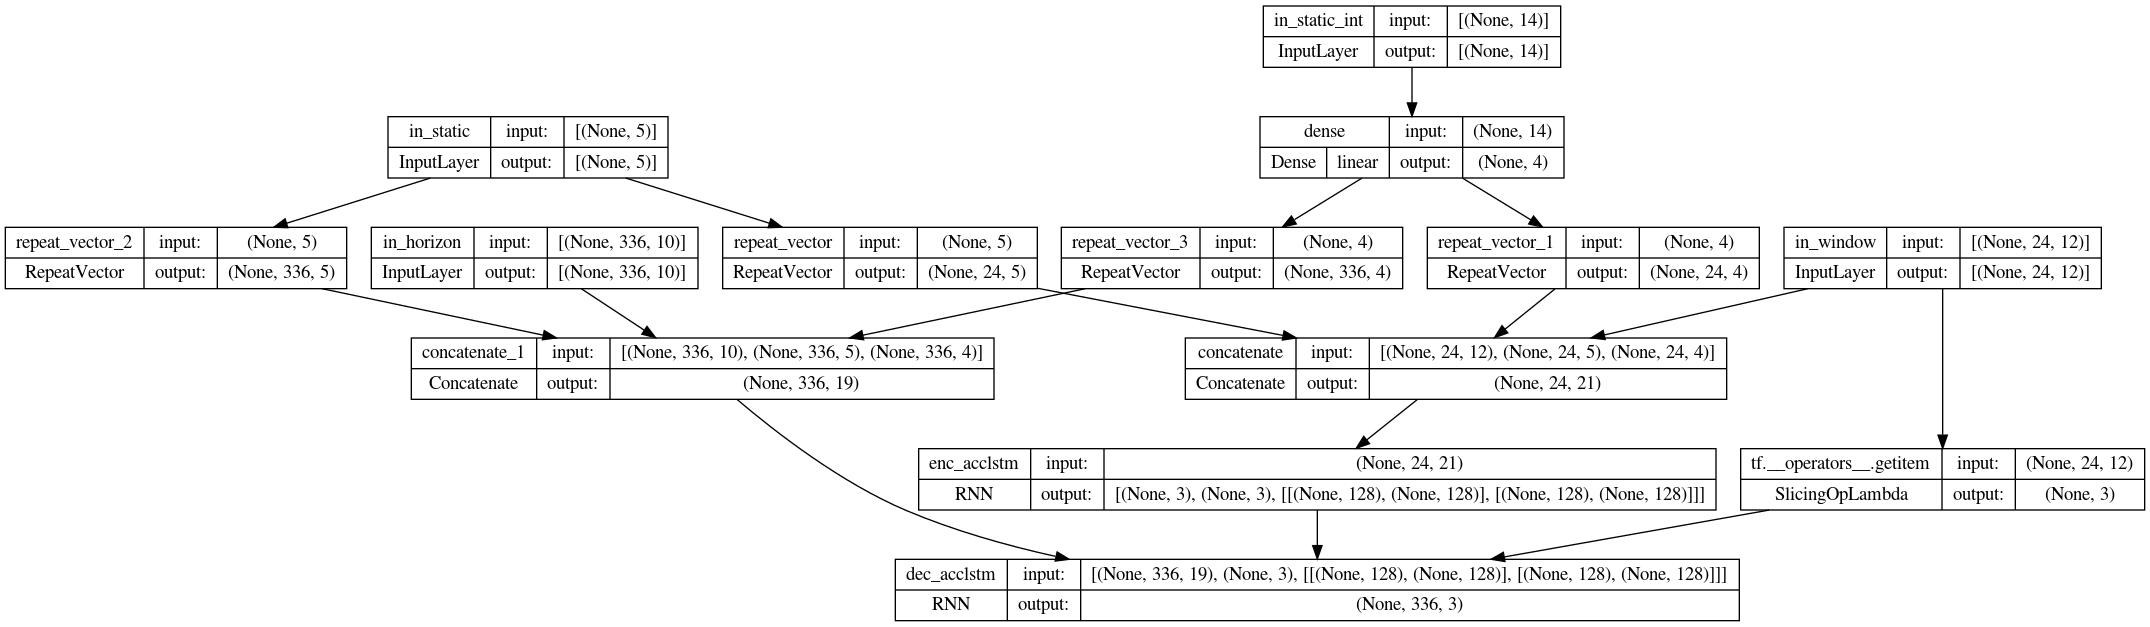 in_static_int input: [(None, 14)]
InputLayer output: [(None, 14)]
in_static input: [(None, 5)]
InputLayer output: [(None, 5)]
dense input: (None, 14)
Dense linear output: (None, 4)
repeat_vector_2 input: (None, 5)
RepeatVector output: (None, 336, 5)
in_horizon input: [(None, 336, 10)]
InputLayer output: [(None, 336, 10)]
repeat_vector input: (None, 5)
RepeatVector output: (None, 24, 5)
repeat_vector_3 input: (None, 4)
RepeatVector output: (None, 336, 4)
repeat_vector_1 input: (None, 4)
RepeatVector output: (None, 24, 4)
in_window input: [(None, 24, 12)]
InputLayer output: [(None, 24, 12)]
concatenate_1 input: [(None, 336, 10), (None, 336, 5), (None, 336, 4)]
Concatenate output: (None, 336, 19)
concatenate input: [(None, 24, 12), (None, 24, 5), (None, 24, 4)]
Concatenate output: (None, 24, 21)
enc_acclstm input: (None, 24, 21)
RNN output: [(None, 3), (None, 3), [[(None, 128), (None, 128)], [(None, 128), (None, 128)]]]
tf.__operators__.getitem input: (None, 24, 12)
SlicingOpLambda output: (None, 3)
dec_acclstm input: [(None, 336, 19), (None, 3), [[(None, 128), (None, 128)], [(None, 128), (None, 128)]]]
RNN output: (None, 336, 3)